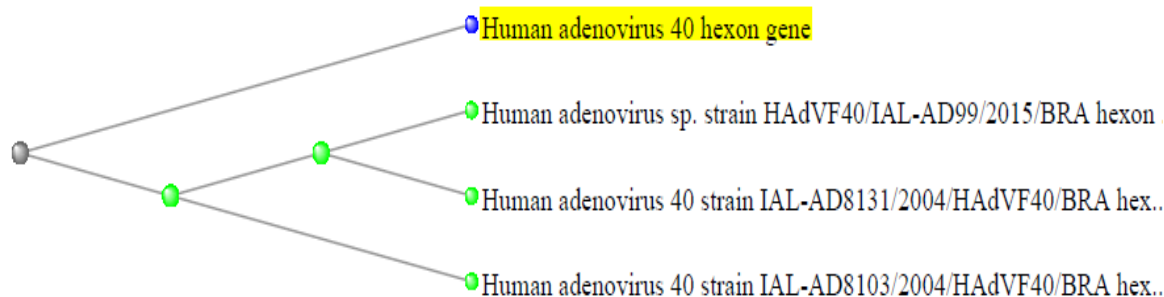 Human adenovirus 40 hexon gene
Human adenovirus sp. strain HAdVF40/IAL-AD99/2015/BRA hexon .
Human adenovirus 40 strain IAL-AD8131/2004/HAdVF40/BRA hex..
Human adenovirus 40 strain IAL-AD8103/2004/HAdVF40/BRA hex..